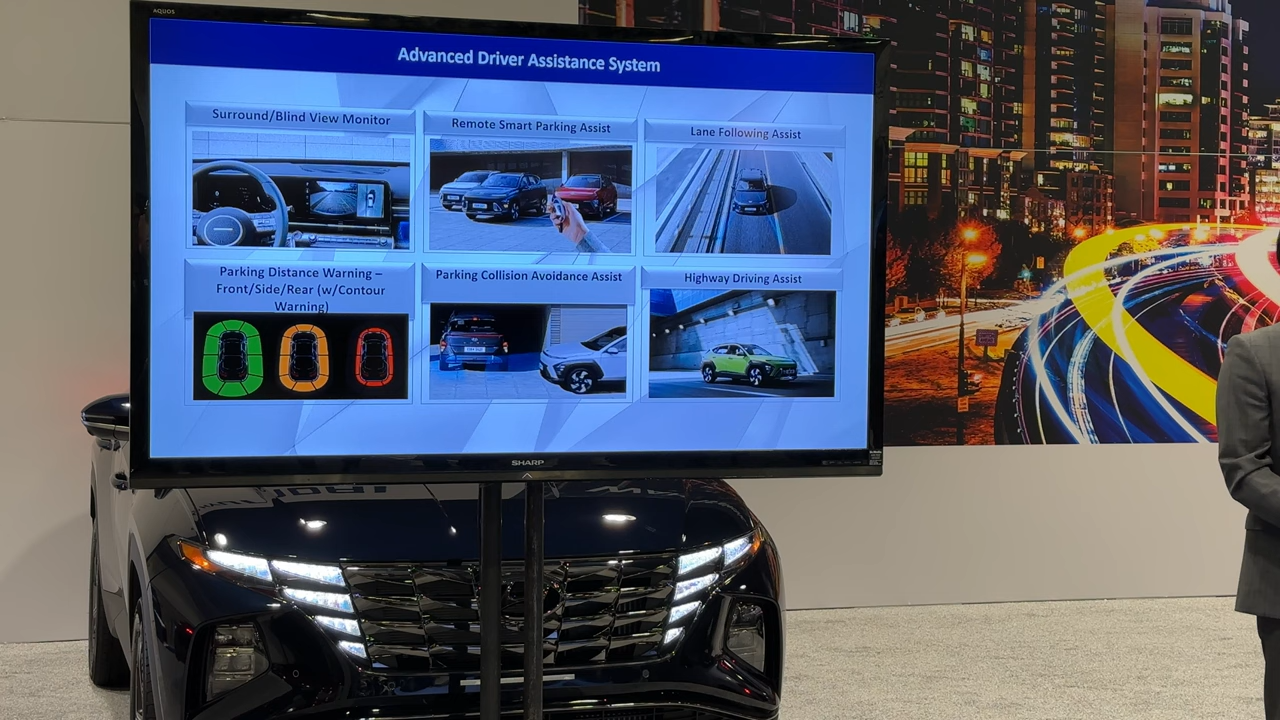 AQUOS
Advanced Driver Assistance System
Surround/Blind View Monitor
Remote Smart Parking Assist
Lane Following Assist
Parking Distance Warning –
Front/Side/Rear (w/Contour
Warning)
Parking Collision Avoidance Assist
Highway Driving Assist
SHARP